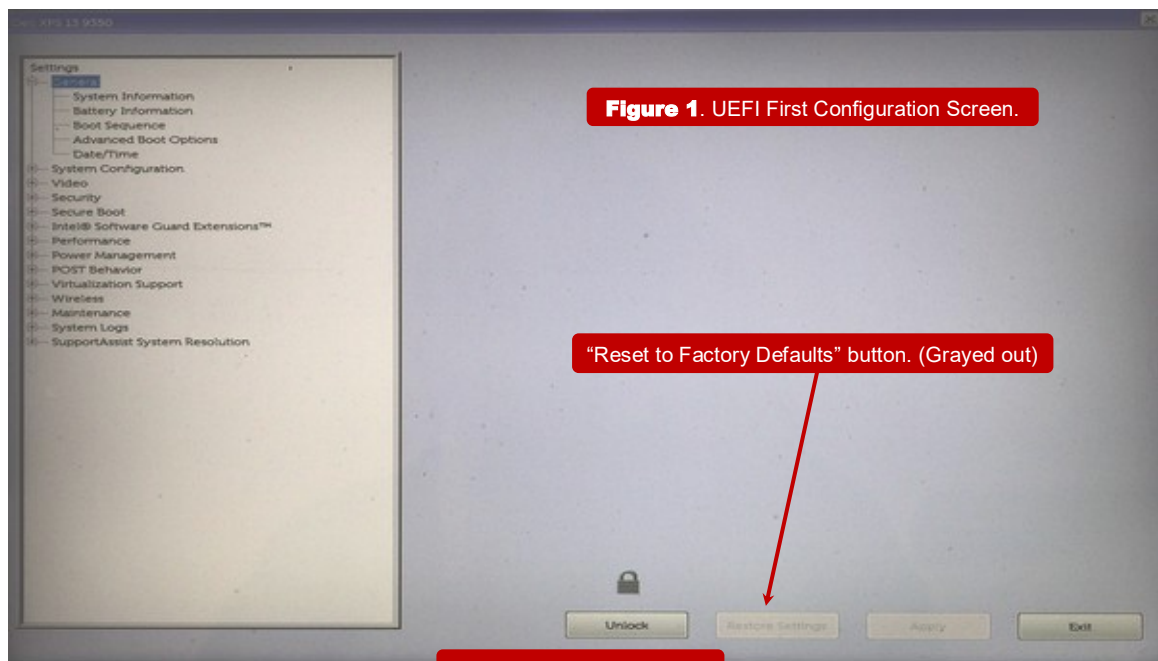 Dell XPS 13 9350
Settings
General
System Information
Battery Information
Boot Sequence
Advanced Boot Options
Date/Time
System Configuration
Video
Security
Secure Boot
Intel® Software Guard Extensions™
Performance
Power Management
POST Behavior
Virtualization Support
Wireless
Maintenance
System Logs
SupportAssist System Resolution
Figure 1. UEFI First Configuration Screen.
“Reset to Factory Defaults” button. (Grayed out)
Unlock
Restore Settings
Apply
Exit